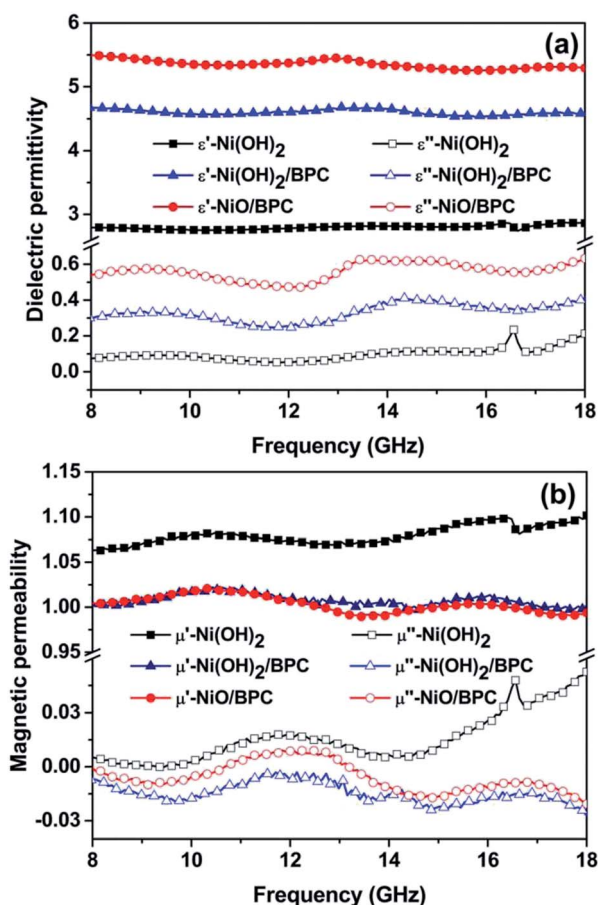 (a)
6
5
4
3
0.6
0.4
0.2
0.0
Dielectric permittivity
ε'-Ni(OH)2 ε''-Ni(OH)2
ε'-Ni(OH)2/BPC ε''-Ni(OH)2/BPC
ε'-NiO/BPC ε''-NiO/BPC
8 10 12 14 16 18
Frequency (GHz)
(b)
1.15
1.10
1.05
1.00
0.95
0.03
0.00
-0.03
Magnetic permeability
μ'-Ni(OH)2 μ''-Ni(OH)2
μ'-Ni(OH)2/BPC μ''-Ni(OH)2/BPC
μ'-NiO/BPC μ''-NiO/BPC
8 10 12 14 16 18
Frequency (GHz)